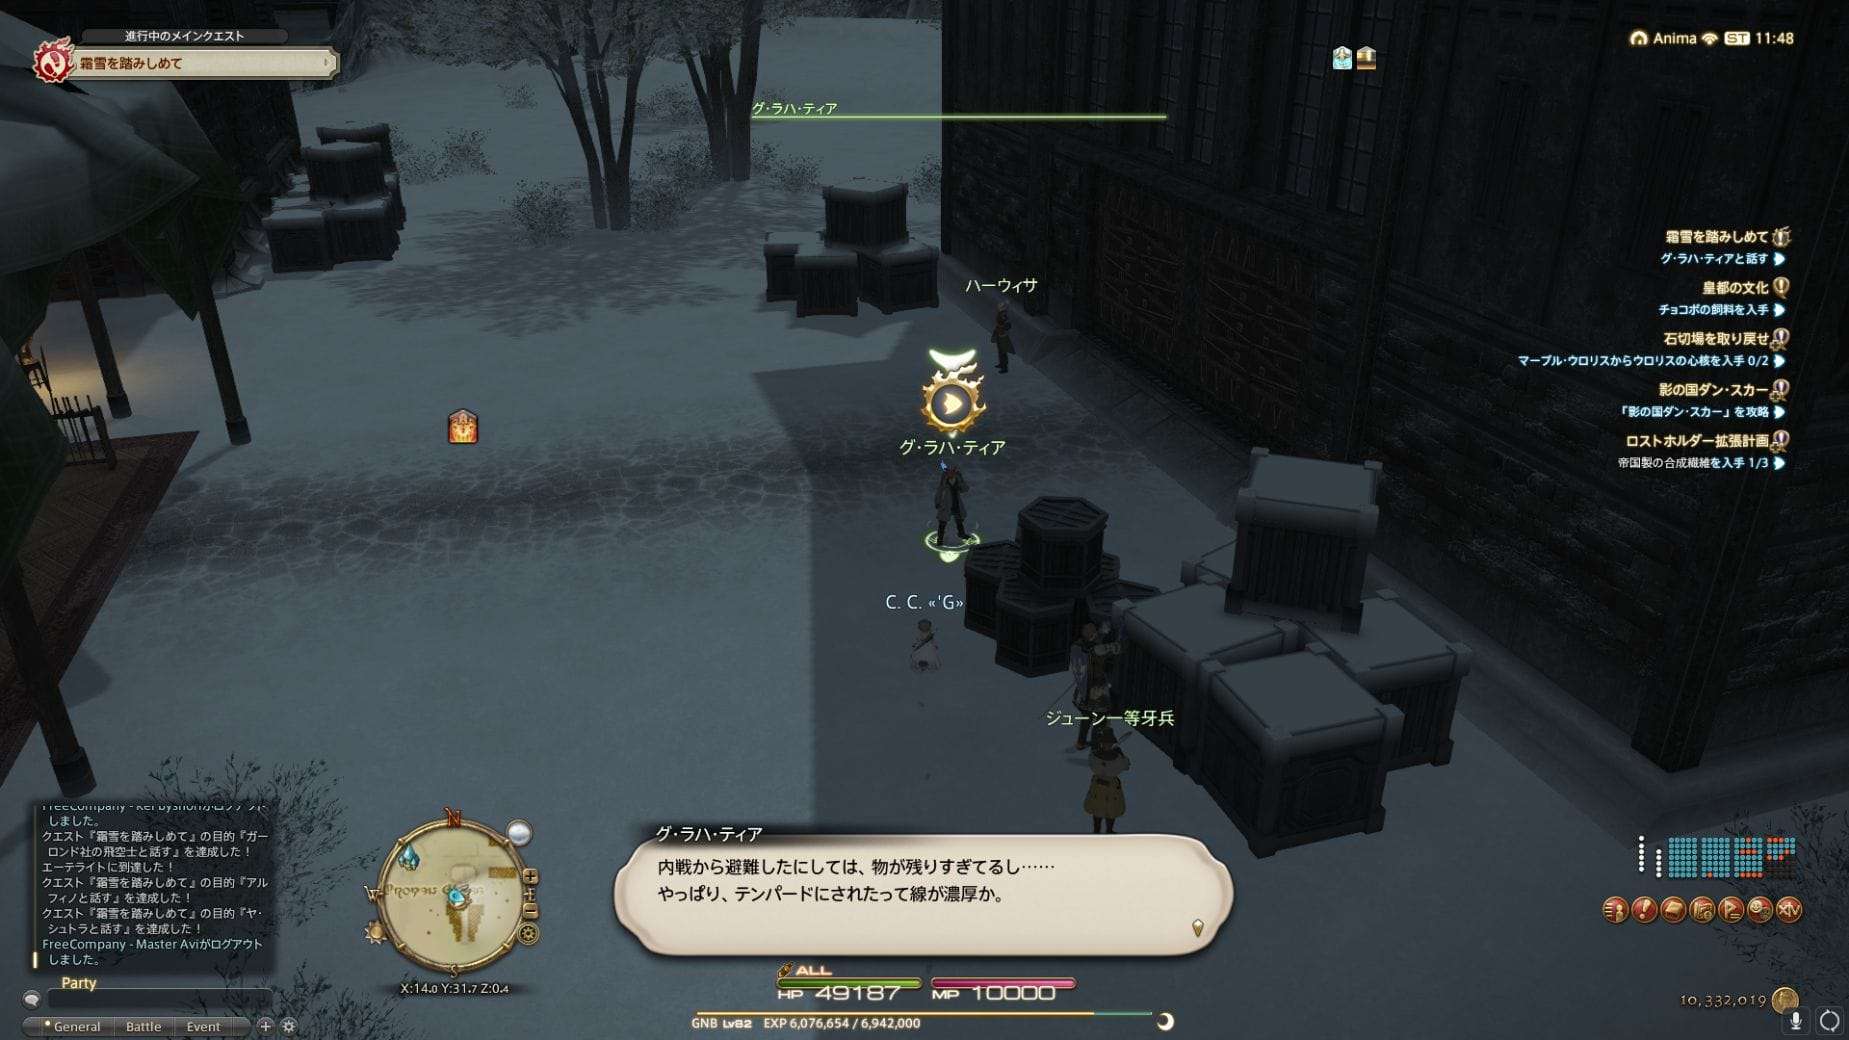 進行中のメインクエスト
霜雪を踏みしめて
Anima ST 11:48
グ・ラハ・ティア
霜雪を踏みしめて
グ・ラハ・ティアと話す
皇都の文化
チョコボの飼料を入手
石切場を取り戻せ
マーブル・ウロリスからウロリスの心核を入手 0/2
影の国ダン・スカー
「影の国ダン・スカー」を攻略
ロストホルダー拡張計画
帝国製の合成繊維を入手 1/3
ハーウィサ
グ・ラハ・ティア
C. C. «'G»
ジューン一等牙兵
しました。
クエスト『霜雪を踏みしめて』の目的『ガー
ロンド社の飛空士と話す』を達成した！
エーテライトに到達した！
クエスト『霜雪を踏みしめて』の目的『アル
フィノと話す』を達成した！
クエスト『霜雪を踏みしめて』の目的『ヤ・
シュトラと話す』を達成した！
FreeCompany - Master Aviがログアウト
しました。
Party
General Battle Event
N
W
S
X:14.0 Y:31.7 Z:0.4
グ・ラハ・ティア
内戦から避難したにしては、物が残りすぎてるし……
やっぱり、テンパードにされたって線が濃厚か。
ALL
HP 49187 MP 10000
GNB Lv82 EXP 6,076,654 / 6,942,000
10,332,019